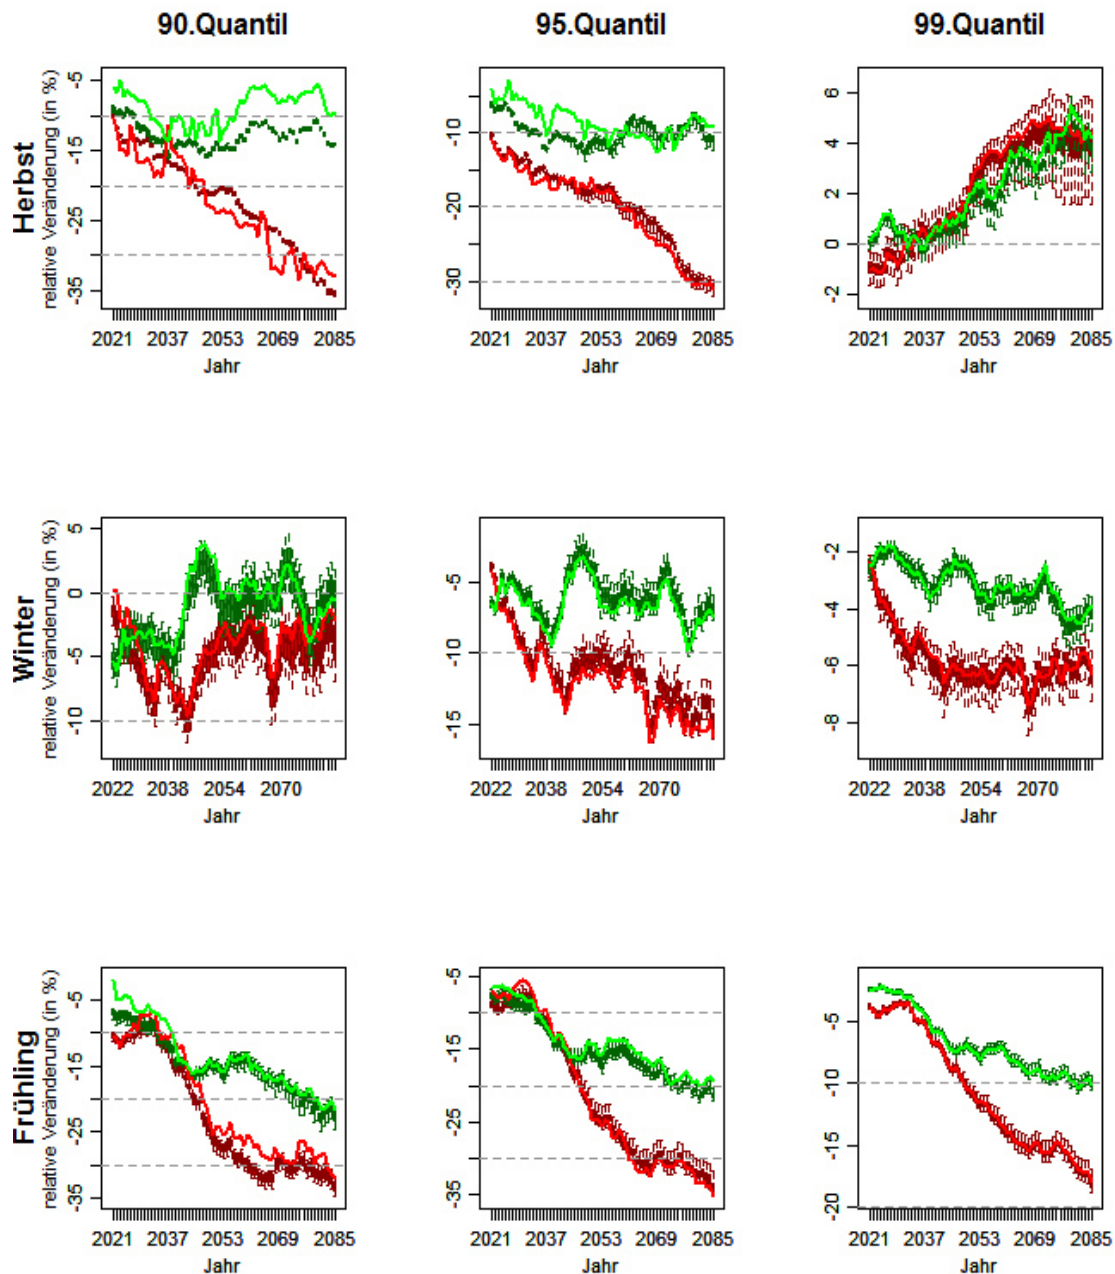 90.Quantil 95.Quantil 99.Quantil
Herbst
relative Veränderung (in %)
-5
-15
-25
-35
2021 2037 2053 2069 2085
Jahr
-10
-20
-30
2021 2037 2053 2069 2085
Jahr
6
4
2
0
-2
2021 2037 2053 2069 2085
Jahr
Winter
relative Veränderung (in %)
5
0
-5
-10
2022 2038 2054 2070
Jahr
-5
-10
-15
2022 2038 2054 2070
Jahr
-2
-4
-6
-8
2022 2038 2054 2070
Jahr
Frühling
relative Veränderung (in %)
-5
-15
-25
-35
2021 2037 2053 2069 2085
Jahr
-5
-15
-25
-35
2021 2037 2053 2069 2085
Jahr
-5
-10
-15
-20
2021 2037 2053 2069 2085
Jahr